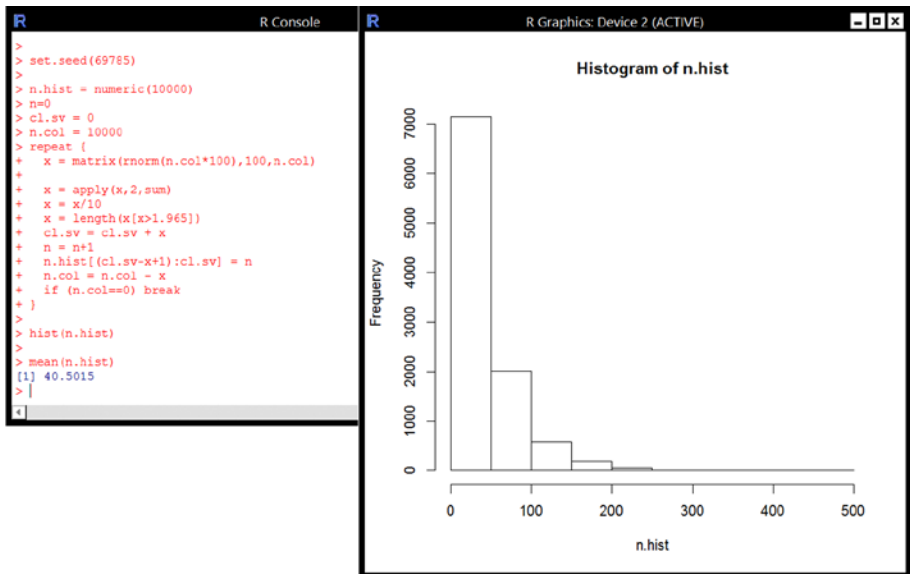 R Console
>
> set.seed(69785)
>
> n.hist = numeric(10000)
> n=0
> cl.sv = 0
> n.col = 10000
> repeat {
+   x = matrix(rnorm(n.col*100),100,n.col)
+
+   x = apply(x,2,sum)
+   x = x/10
+   x = length(x[x>1.965])
+   cl.sv = cl.sv + x
+   n = n+1
+   n.hist[(cl.sv-x+1):cl.sv] = n
+   n.col = n.col - x
+   if (n.col==0) break
+ }
>
> hist(n.hist)
>
> mean(n.hist)
[1] 40.5015
>
R Graphics: Device 2 (ACTIVE)
Histogram of n.hist
Frequency
7000
6000
5000
4000
3000
2000
1000
0
0 100 200 300 400 500
n.hist